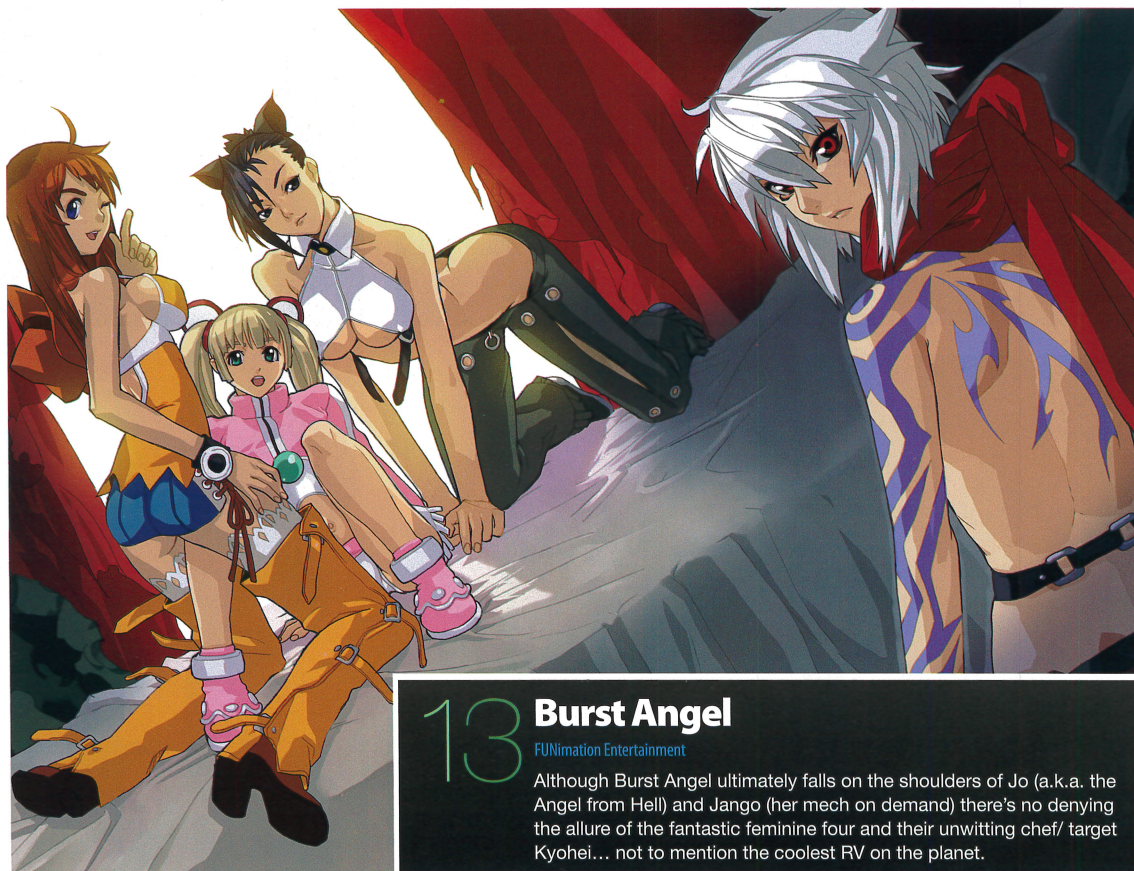 13
Burst Angel
FUNimation Entertainment
Although Burst Angel ultimately falls on the shoulders of Jo (a.k.a. the
Angel from Hell) and Jango (her mech on demand) there's no denying
the allure of the fantastic feminine four and their unwitting chef/ target
Kyohei... not to mention the coolest RV on the planet.